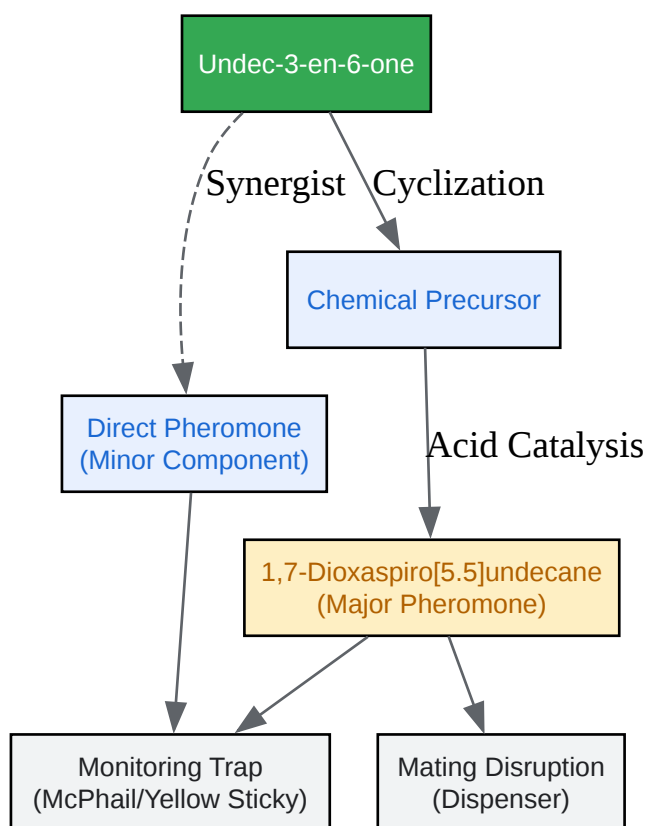 Undec-3-en-6-one
Synergist
Cyclization
Chemical Precursor
Direct Pheromone
(Minor Component)
Acid Catalysis
1,7-Dioxaspiro[5.5]undecane
(Major Pheromone)
Monitoring Trap
(McPhail/Yellow Sticky)
Mating Disruption
(Dispenser)